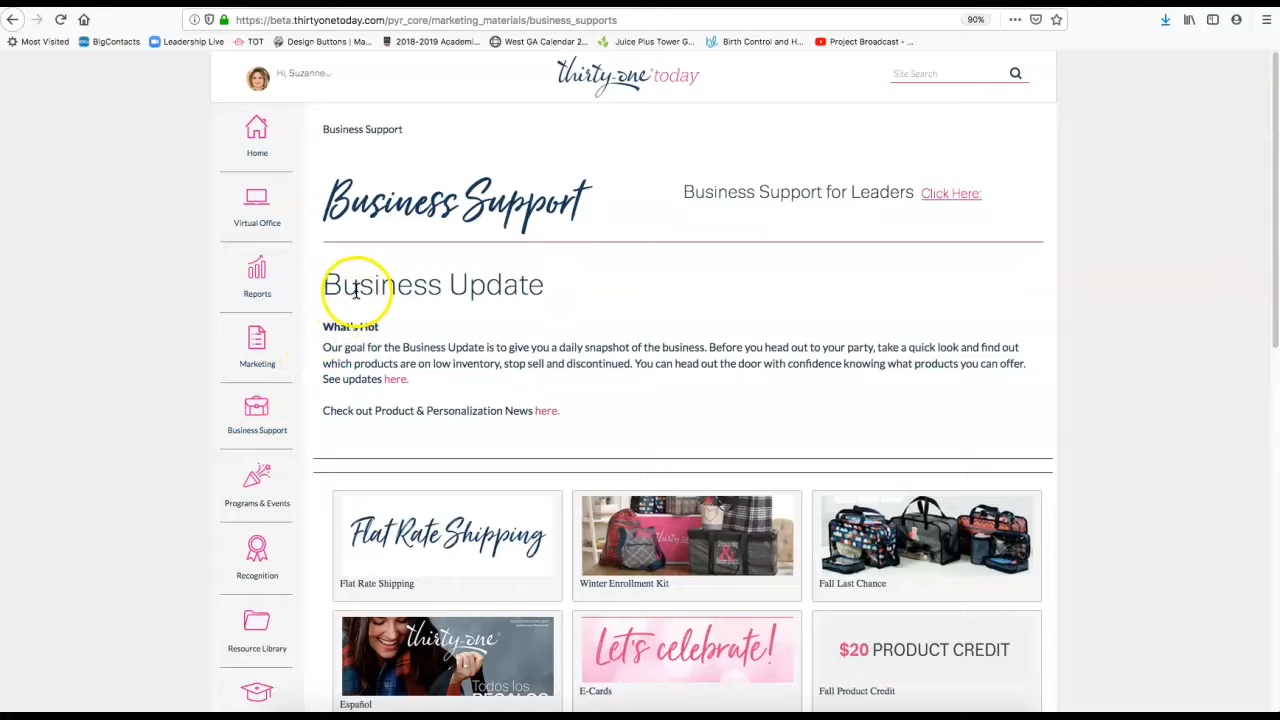 https://beta.thirtyonetoday.com/pyr_core/marketing_materials/business_supports
90%
Most Visited
BigContacts
Leadership Live
TOT
Design Buttons | Ma...
2018-2019 Academi...
West GA Calendar 2...
Juice Plus Tower G...
Birth Control and H...
Project Broadcast - ...
Hi, Suzanne
thirty-one today
Site Search
Home
Virtual Office
Reports
Marketing
Business Support
Programs & Events
Recognition
Resource Library
Business Support
Business Support
Business Support for Leaders Click Here:
Business Update
What's Hot
Our goal for the Business Update is to give you a daily snapshot of the business. Before you head out to your party, take a quick look and find out
which products are on low inventory, stop sell and discontinued. You can head out the door with confidence knowing what products you can offer.
See updates here.
Check out Product & Personalization News here.
Flat Rate Shipping
Flat Rate Shipping
Winter Enrollment Kit
Fall Last Chance
thirty-one
Todos los
REGALOS
Español
Let's celebrate!
E-Cards
$20 PRODUCT CREDIT
Fall Product Credit